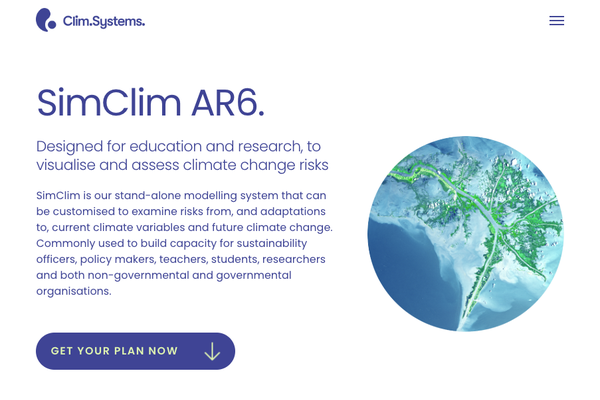 Clim.Systems.
SimClim AR6.
Designed for education and research, to
visualise and assess climate change risks
SimClim is our stand-alone modelling system that can
be customised to examine risks from, and adaptations
to, current climate variables and future climate change.
Commonly used to build capacity for sustainability
officers, policy makers, teachers, students, researchers
and both non-governmental and governmental
organisations.
GET YOUR PLAN NOW